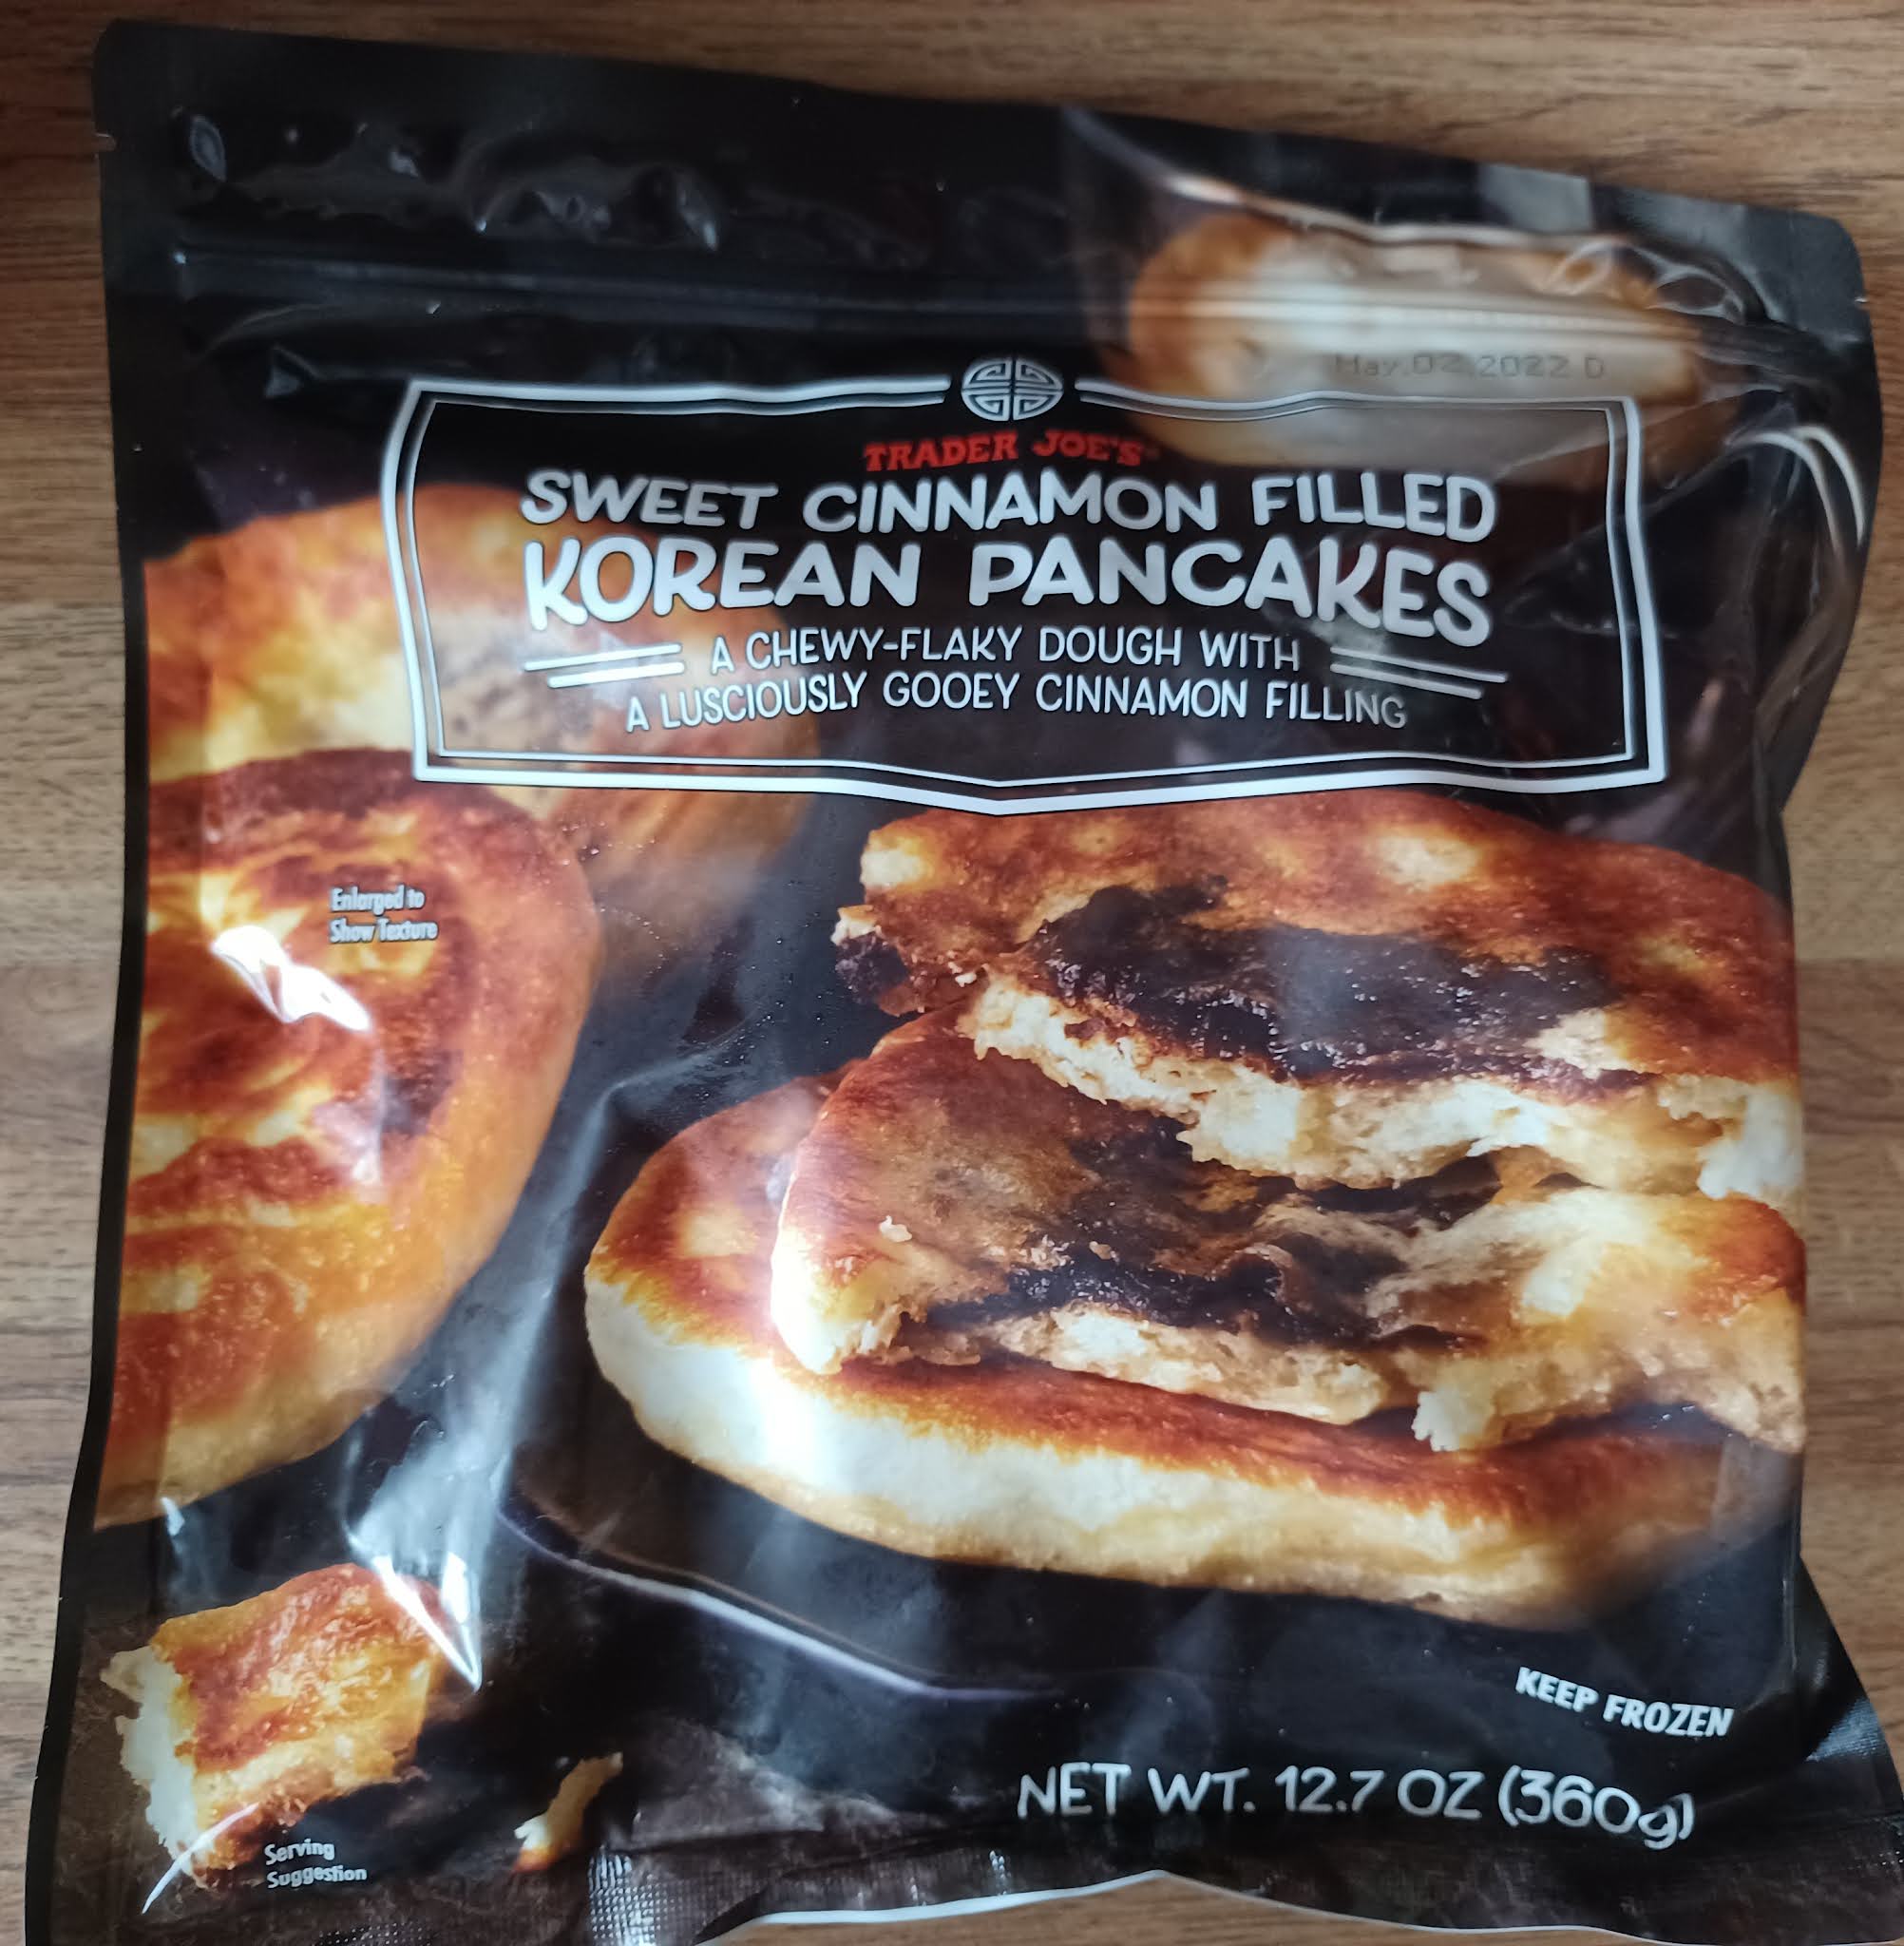 May.02.2022 D
TRADER JOE'S
SWEET CINNAMON FILLED
KOREAN PANCAKES
A CHEWY-FLAKY DOUGH WITH
A LUSCIOUSLY GOOEY CINNAMON FILLING
Enlarged to
Show Texture
KEEP FROZEN
NET WT. 12.7 OZ (360g)
Serving
Suggestion